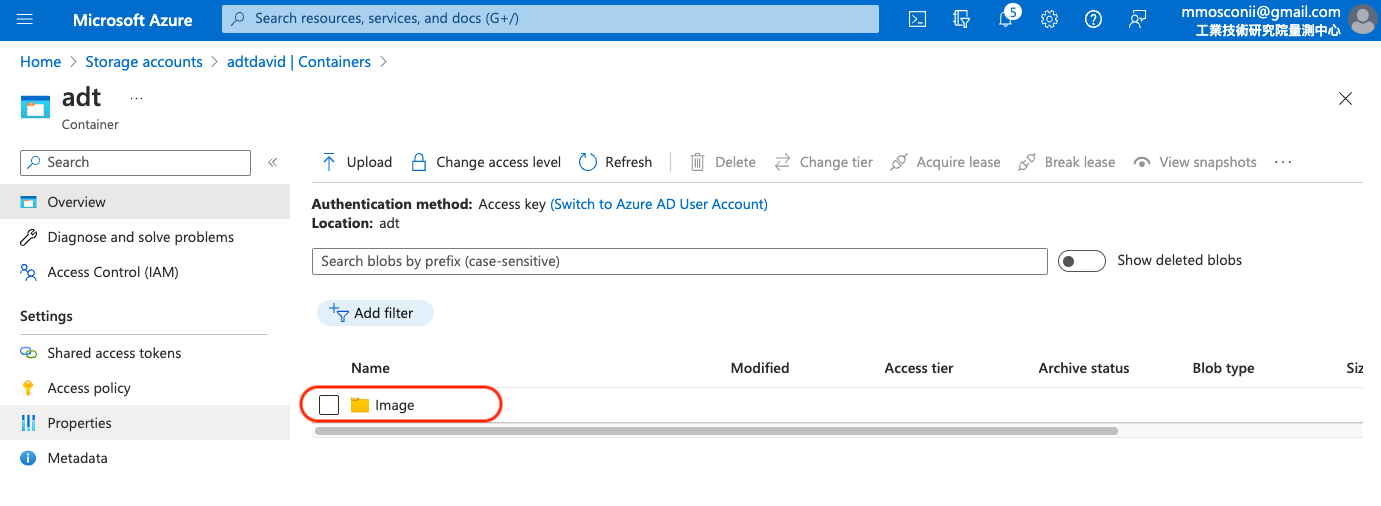 Microsoft Azure
Search resources, services, and docs (G+/)
5
mmosconii@gmail.com
工業技術研究院量測中心
Home > Storage accounts > adtdavid | Containers >
adt ...
Container
Search
«
Upload
Change access level
Refresh
Delete
Change tier
Acquire lease
Break lease
View snapshots
...
Overview
Diagnose and solve problems
Access Control (IAM)
Settings
Shared access tokens
Access policy
Properties
Metadata
Authentication method: Access key (Switch to Azure AD User Account)
Location: adt
Search blobs by prefix (case-sensitive)
Show deleted blobs
Add filter
Name Modified Access tier Archive status Blob type Siz
Image